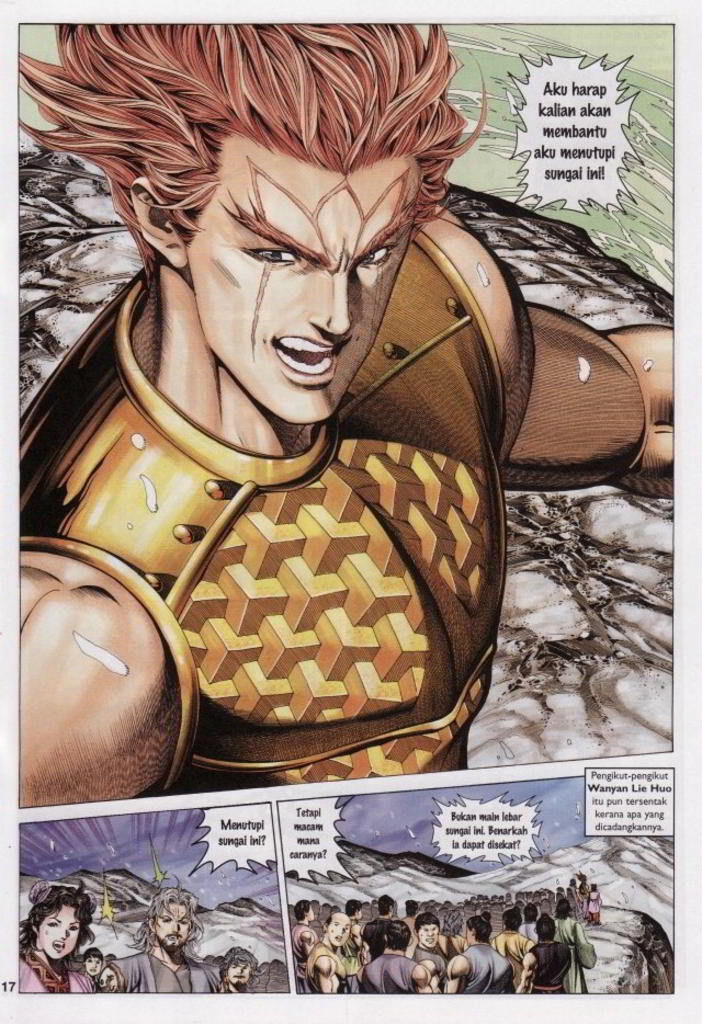 Aku harap
kalian akan
membantu
aku menutupi
sungai ini!
Menutupi
sungai ini?
Tetapi
macam
mana
caranya?
Bukan main lebar
sungai ini. Benarkah
ia dapat disekat?
Pengikut-pengikut
Wanyan Lie Huo
itu pun tersentak
kerana apa yang
dicadangkannya.
17